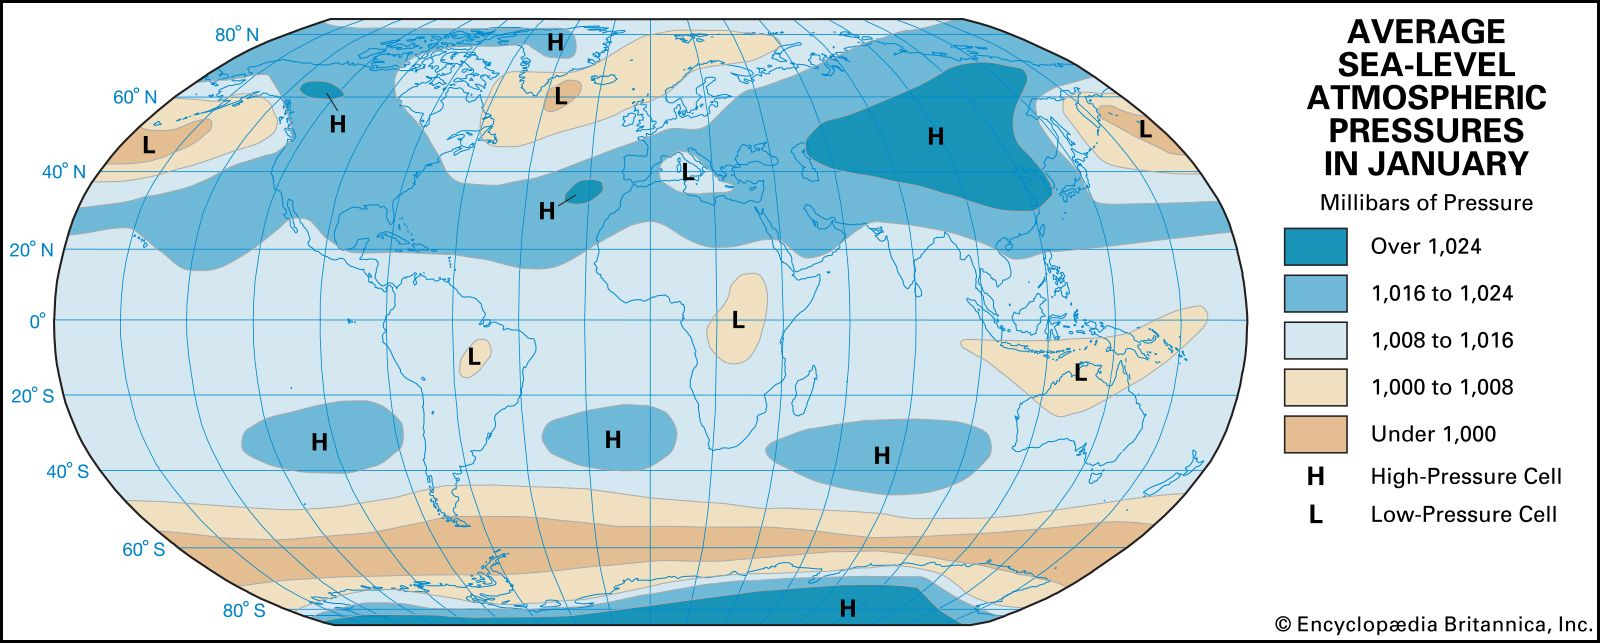 AVERAGE
SEA-LEVEL
ATMOSPHERIC
PRESSURES
IN JANUARY
Millibars of Pressure
Over 1,024
1,016 to 1,024
1,008 to 1,016
1,000 to 1,008
Under 1,000
H High-Pressure Cell
L Low-Pressure Cell
80° N
60° N
40° N
20° N
0°
20° S
40° S
60° S
80° S
H
L
H
H
L
L
H
L
H
L
L
L
H
H
H
H
© Encyclopædia Britannica, Inc.